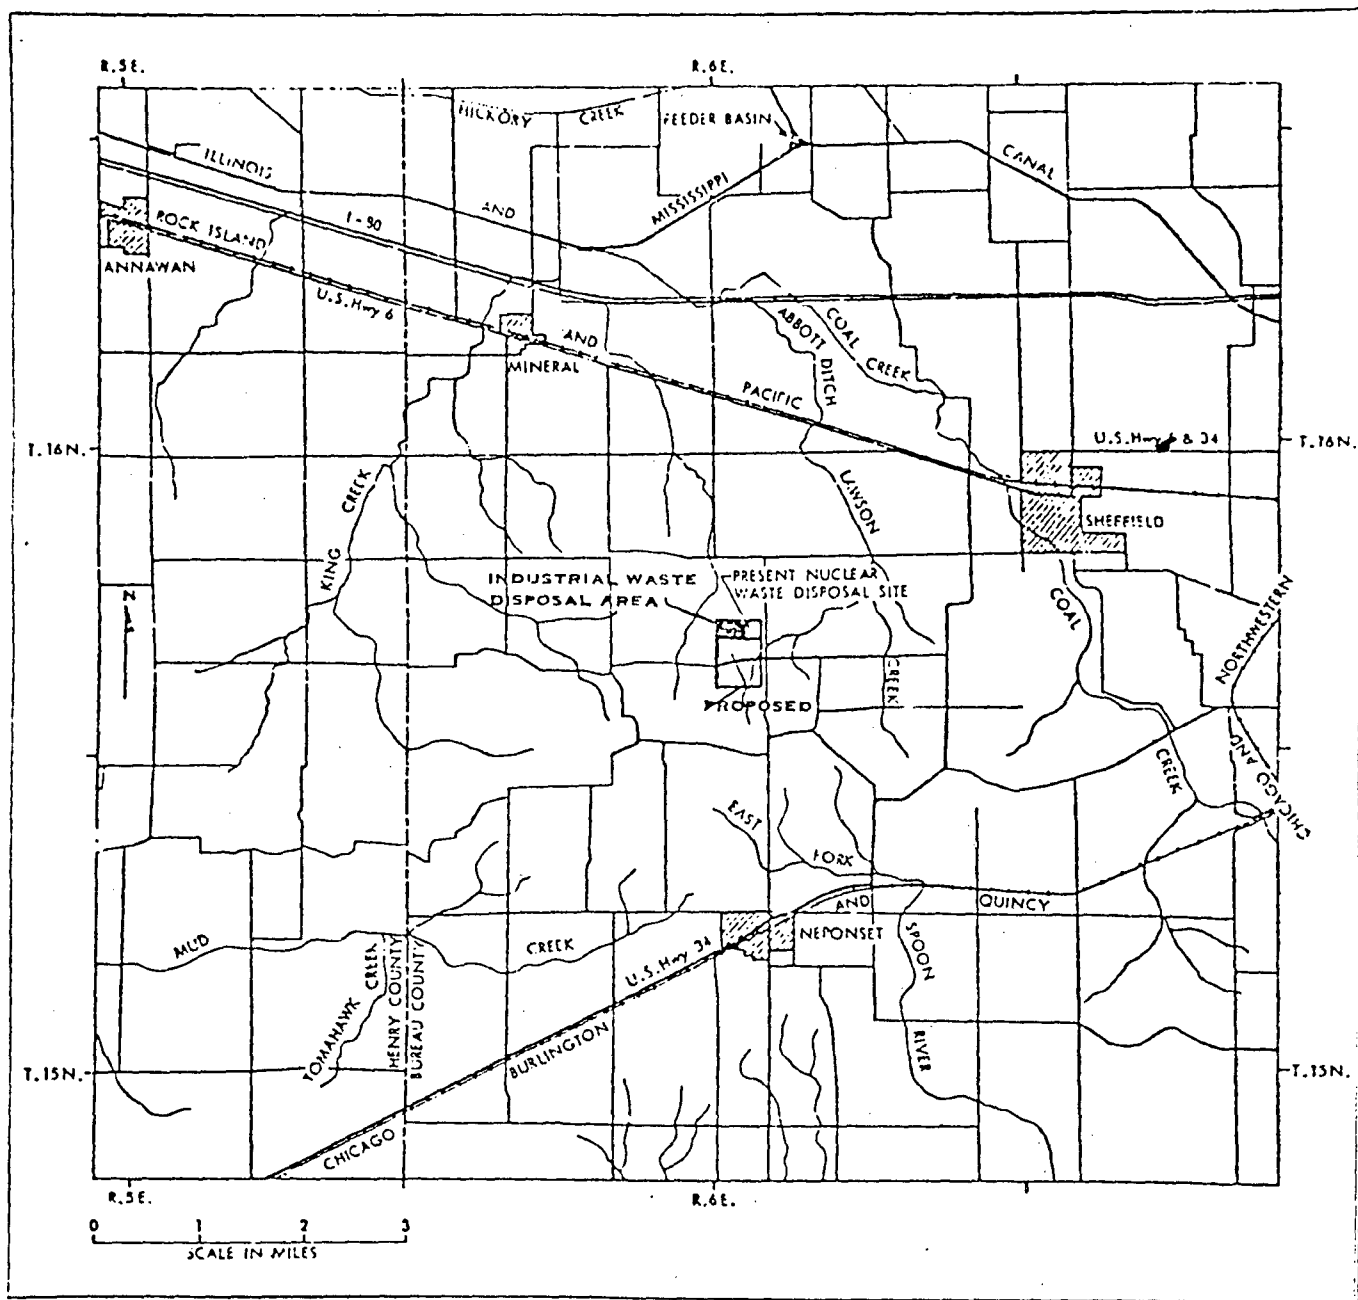 R.5E.
R.6E.
HICKORY CREEK
FEEDER BASIN
ILLINOIS
AND
MISSISSIPPI
CANAL
I-80
ROCK ISLAND
ANNAWAN
U.S. Hwy 6
AND
MINERAL
PACIFIC
ABBOTT DITCH
COAL CREEK
T.16N.
U.S. Hwy 6 & 34
T.16N.
SHEFFIELD
KING CREEK
LAWSON
CREEK
INDUSTRIAL WASTE
DISPOSAL AREA
PRESENT NUCLEAR
WASTE DISPOSAL SITE
N
PROPOSED
COAL
CREEK
NORTHWESTERN
CHICAGO AND
EAST
FORK
AND
QUINCY
NEPONSET
SPOON
RIVER
MUD
CREEK
U.S. Hwy 34
TOMAHAWK CREEK
HENRY COUNTY
BUREAU COUNTY
BURLINGTON
CHICAGO
T.15N.
T.15N.
R.5E.
R.6E.
0 1 2 3
SCALE IN MILES